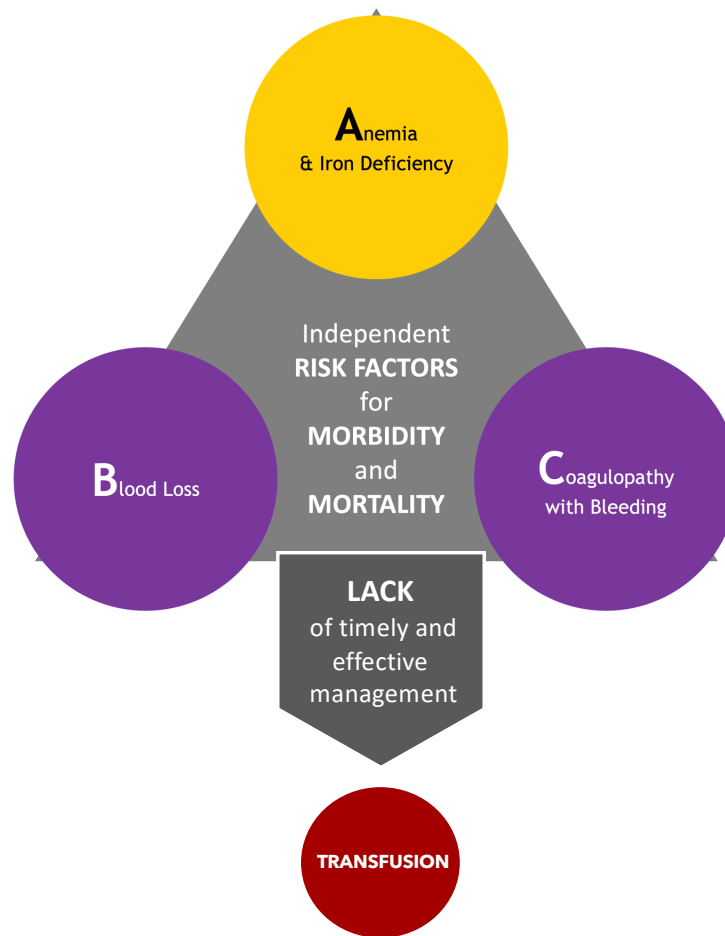 Anemia
& Iron Deficiency
Independent
RISK FACTORS
for
MORBIDITY
and
MORTALITY
Blood Loss
Coagulopathy
with Bleeding
LACK
of timely and
effective
management
TRANSFUSION